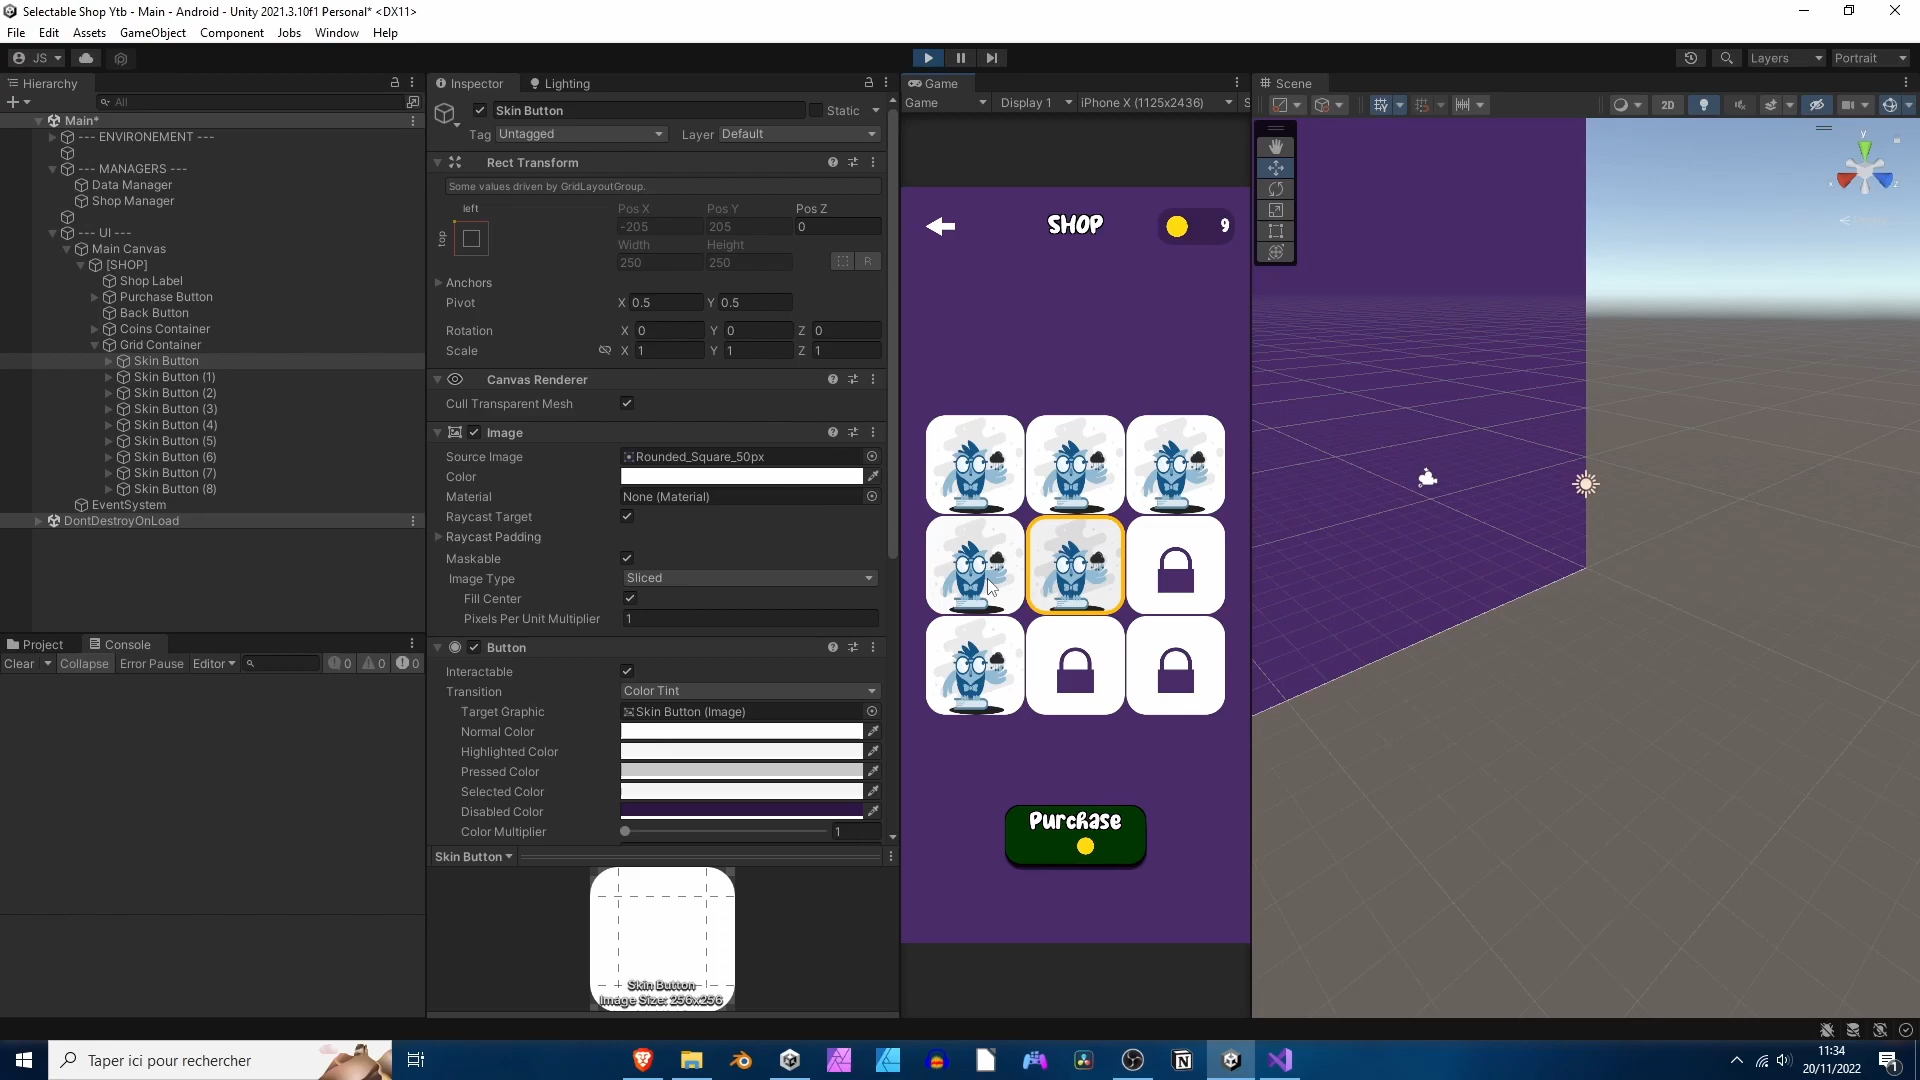 Selectable Shop Ytb - Main - Android - Unity 2021.3.10f1 Personal* <DX11>
File Edit Assets GameObject Component Jobs Window Help
JS
Layers
Portrait
Hierarchy
All
Main*
--- ENVIRONEMENT ---
--- MANAGERS ---
Data Manager
Shop Manager
--- UI ---
Main Canvas
[SHOP]
Shop Label
Purchase Button
Back Button
Coins Container
Grid Container
Skin Button
Skin Button (1)
Skin Button (2)
Skin Button (3)
Skin Button (4)
Skin Button (5)
Skin Button (6)
Skin Button (7)
Skin Button (8)
EventSystem
DontDestroyOnLoad
Project Console
Clear Collapse Error Pause Editor 0 0 0
Inspector Lighting
Skin Button Static
Tag Untagged Layer Default
Rect Transform
Some values driven by GridLayoutGroup.
left
top
Pos X Pos Y Pos Z
-205 205 0
Width Height
250 250 R
Anchors
Pivot X 0.5 Y 0.5
Rotation X 0 Y 0 Z 0
Scale X 1 Y 1 Z 1
Canvas Renderer
Cull Transparent Mesh
Image
Source Image Rounded_Square_50px
Color
Material None (Material)
Raycast Target
Raycast Padding
Maskable
Image Type Sliced
Fill Center
Pixels Per Unit Multiplier 1
Button
Interactable
Transition Color Tint
Target Graphic Skin Button (Image)
Normal Color
Highlighted Color
Pressed Color
Selected Color
Disabled Color
Color Multiplier 1
Skin Button
Skin Button
Image Size: 256x256
Game
Game Display 1 iPhone X (1125x2436) S
SHOP 9
Purchase
Scene
2D
y
x z
Taper ici pour rechercher
11:34
20/11/2022
1